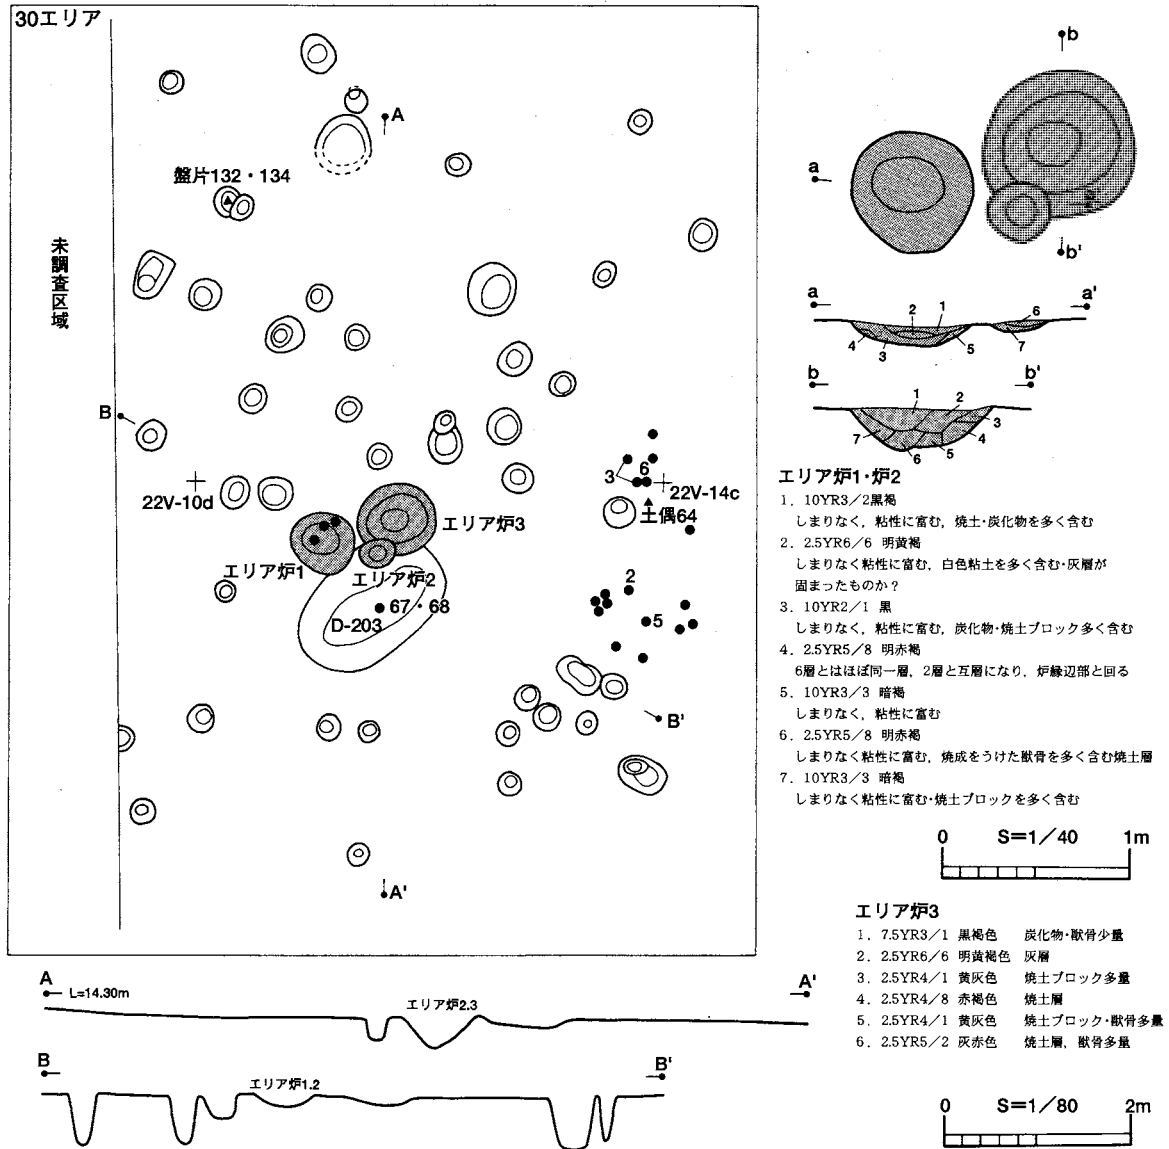 30エリア
A
盤片132・134
未調査区域
B
22V-10d
3
6
22V-14c
土偶64
エリア炉3
エリア炉1
エリア炉2
67・68
D-203
2
5
B'
A'
b
a
b'
a
a'
2
1
6
4
3
5
7
b
b'
1
2
3
7
6
5
4
エリア炉1・炉2
1. 10YR3/2黒褐
しまりなく,粘性に富む,焼土・炭化物を多く含む
2. 2.5YR6/6 明黄褐
しまりなく粘性に富む,白色粘土を多く含む・灰層が
固まったものか?
3. 10YR2/1 黒
しまりなく,粘性に富む,炭化物・焼土ブロック多く含む
4. 2.5YR5/8 明赤褐
6層とはほぼ同一層,2層と互層になり,炉縁辺部と回る
5. 10YR3/3 暗褐
しまりなく,粘性に富む
6. 2.5YR5/8 明赤褐
しまりなく粘性に富む,焼成をうけた獣骨を多く含む焼土層
7. 10YR3/3 暗褐
しまりなく粘性に富む・焼土ブロックを多く含む
0 S=1/40 1m
エリア炉3
1. 7.5YR3/1 黒褐色 炭化物・獣骨少量
2. 2.5YR6/6 明黄褐色 灰層
3. 2.5YR4/1 黄灰色 焼土ブロック多量
4. 2.5YR4/8 赤褐色 焼土層
5. 2.5YR4/1 黄灰色 焼土ブロック・獣骨多量
6. 2.5YR5/2 灰赤色 焼土層,獣骨多量
A
L=14.30m
エリア炉2.3
A'
B
エリア炉1.2
B'
0 S=1/80 2m